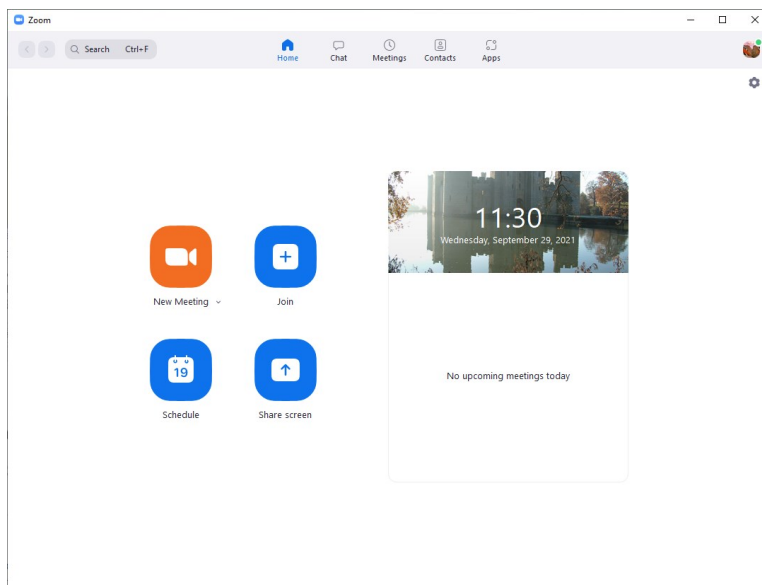 Zoom
Search Ctrl+F
Home
Chat
Meetings
Contacts
Apps
11:30
Wednesday, September 29, 2021
New Meeting
Join
19
Schedule
Share screen
No upcoming meetings today